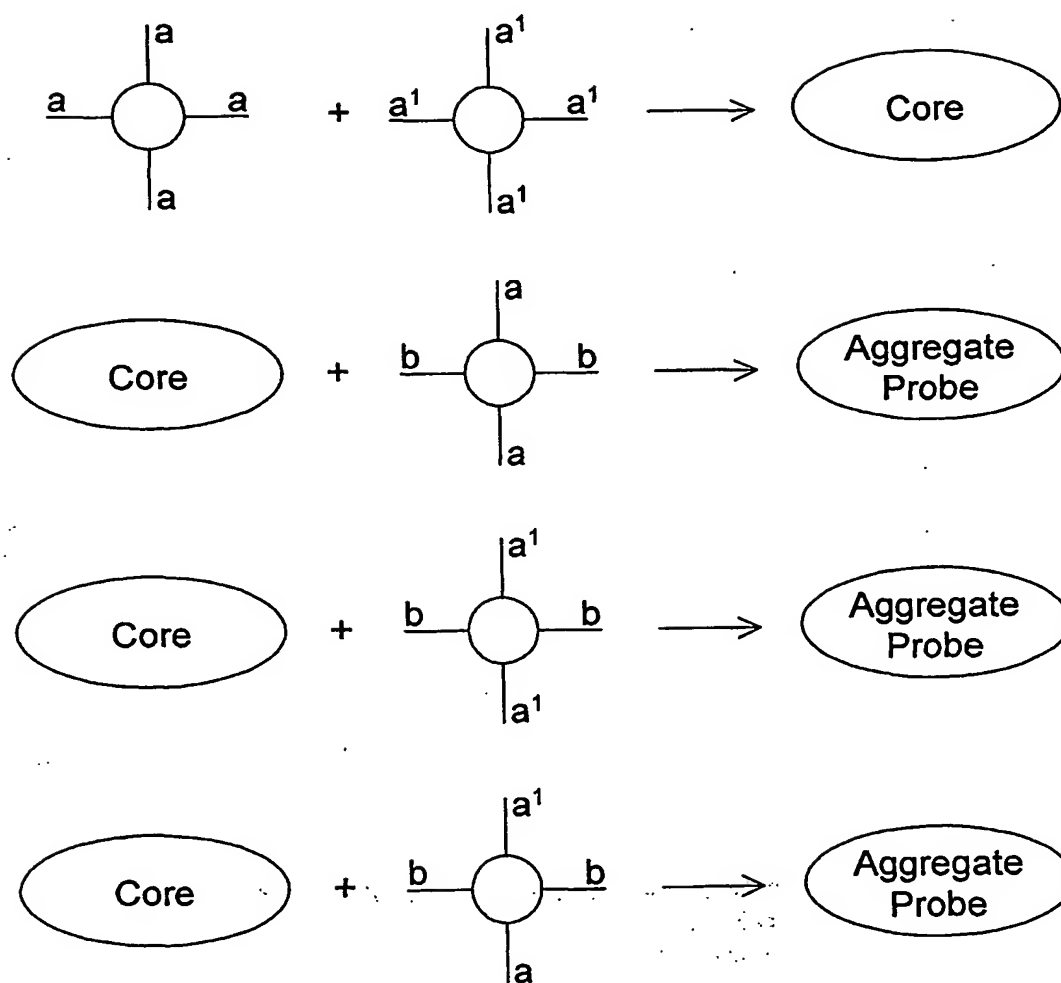 a a¹
a a + a¹ a¹ Core
a a¹
a
Core + b b Aggregate
Probe
a
a¹
Core + b b Aggregate
Probe
a¹
a¹
Core + b b Aggregate
Probe
a